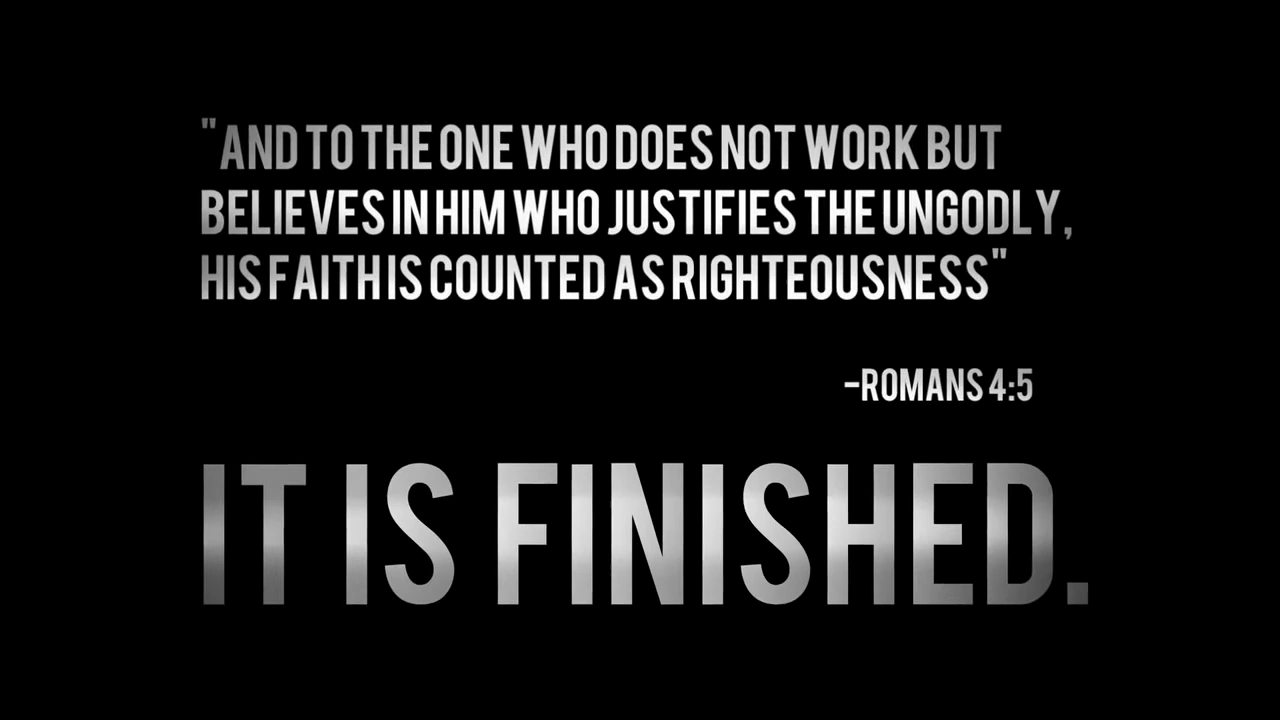 "AND TO THE ONE WHO DOES NOT WORK BUT
BELIEVES IN HIM WHO JUSTIFIES THE UNGODLY,
HIS FAITH IS COUNTED AS RIGHTEOUSNESS"
-ROMANS 4:5
IT IS FINISHED.